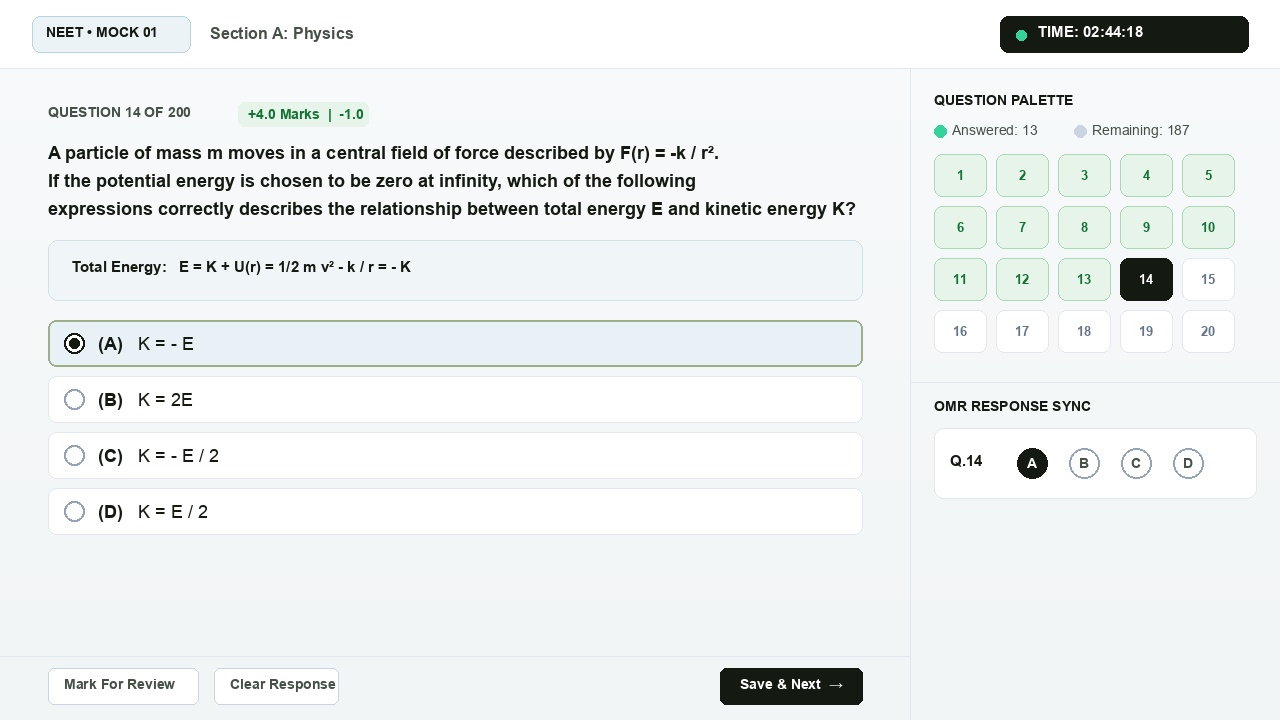 NEET • MOCK 01
Section A: Physics
TIME: 02:44:18
QUESTION 14 OF 200
+4.0 Marks | -1.0
A particle of mass m moves in a central field of force described by F(r) = -k / r².
If the potential energy is chosen to be zero at infinity, which of the following
expressions correctly describes the relationship between total energy E and kinetic energy K?
Total Energy: E = K + U(r) = 1/2 m v² - k / r = - K
(A) K = - E
(B) K = 2E
(C) K = - E / 2
(D) K = E / 2
Mark For Review
Clear Response
Save & Next →
QUESTION PALETTE
Answered: 13
Remaining: 187
1 2 3 4 5
6 7 8 9 10
11 12 13 14 15
16 17 18 19 20
OMR RESPONSE SYNC
Q.14 A B C D